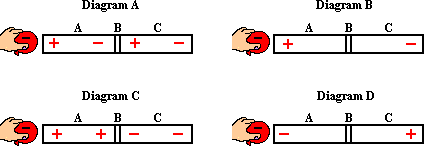 Diagram A
A B C
+ − + −
Diagram B
A B C
+ −
Diagram C
A B C
+ + − −
Diagram D
A B C
− +